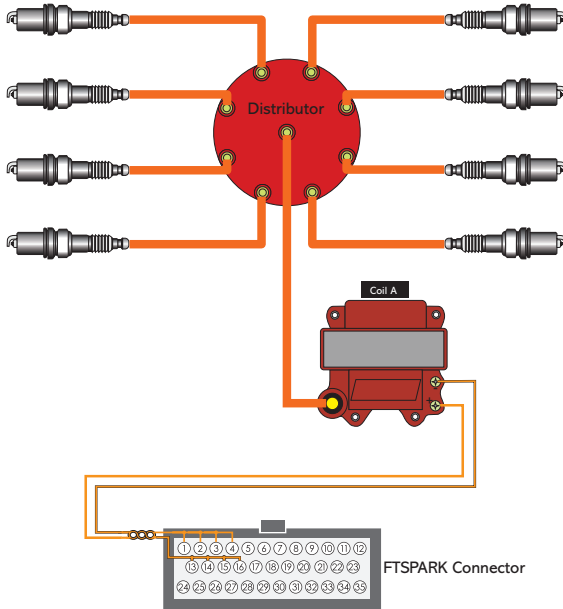 Distributor
Coil A
+
1 2 3 4 5 6 7 8 9 10 11 12
13 14 15 16 17 18 19 20 21 22 23
FTSPARK Connector
24 25 26 27 28 29 30 31 32 33 34 35